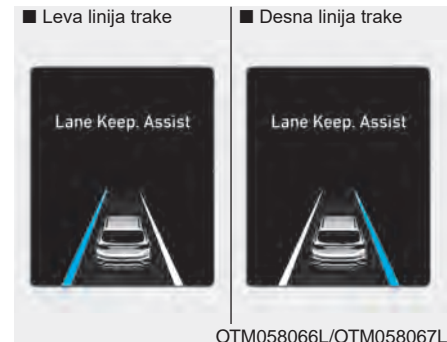 ■ Leva linija trake
■ Desna linija trake
Lane Keep. Assist
Lane Keep. Assist
OTM058066L/OTM058067L